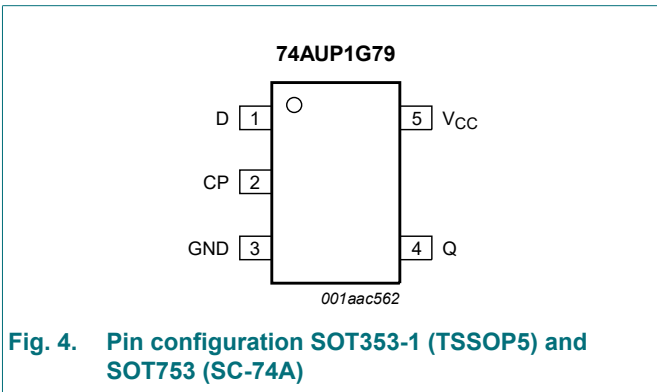 74AUP1G79
D 1 5 VCC
CP 2
GND 3 4 Q
001aac562
Fig. 4. Pin configuration SOT353-1 (TSSOP5) and
SOT753 (SC-74A)